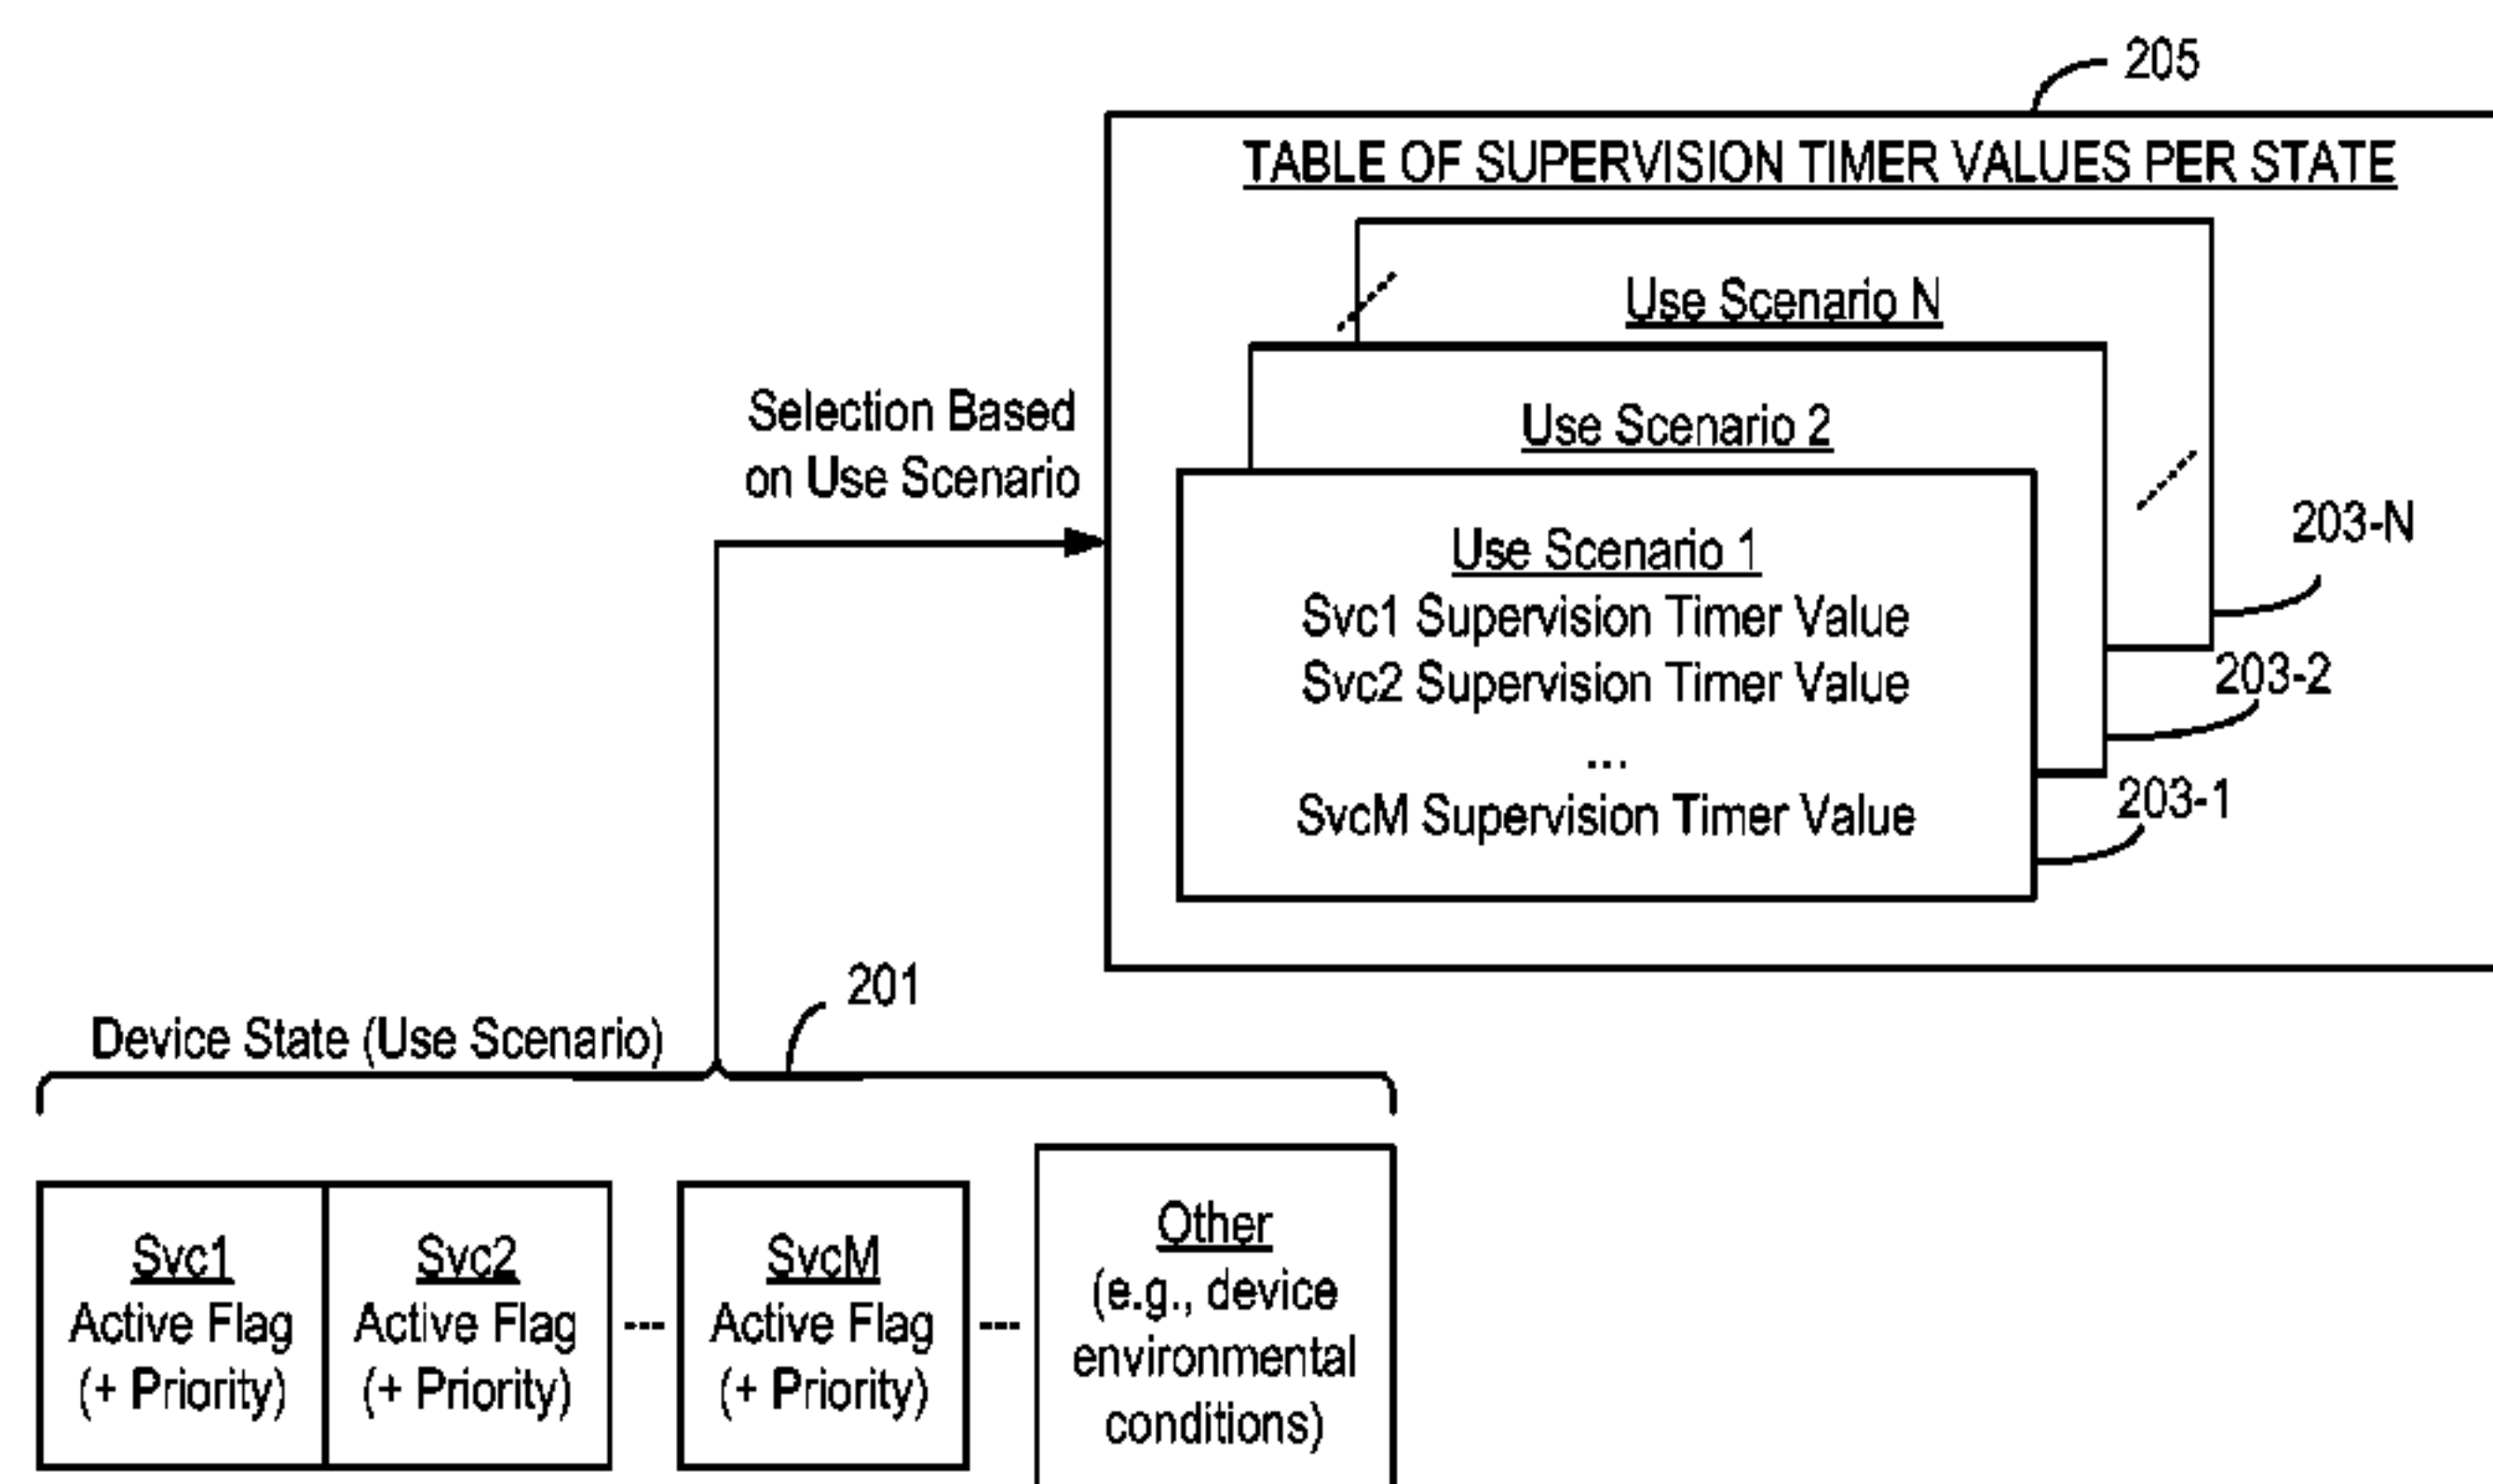 205
TABLE OF SUPERVISION TIMER VALUES PER STATE
Use Scenario N
Selection Based
on Use Scenario
Use Scenario 2
203-N
Use Scenario 1
Svc1 Supervision Timer Value
Svc2 Supervision Timer Value
...
SvcM Supervision Timer Value
203-2
203-1
201
Device State (Use Scenario)
Svc1
Active Flag
(+ Priority)
Svc2
Active Flag
(+ Priority)
---
SvcM
Active Flag
(+ Priority)
---
Other
(e.g., device
environmental
conditions)